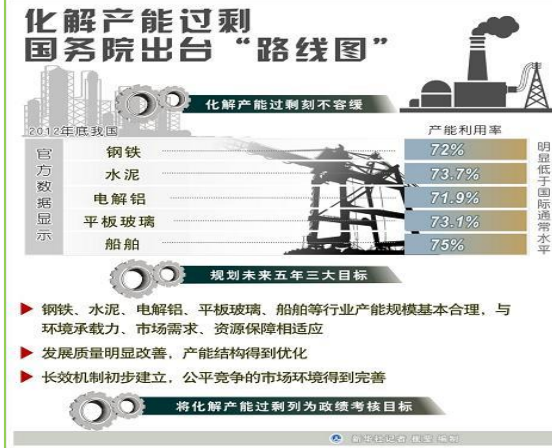 化解产能过剩
国务院出台“路线图”
化解产能过剩刻不容缓
2012年底我国
产能利用率
官方数据显示
钢铁 72%
水泥 73.7%
电解铝 71.9%
平板玻璃 73.1%
船舶 75%
明显低于国际通常水平
规划未来五年三大目标
钢铁、水泥、电解铝、平板玻璃、船舶等行业产能规模基本合理，与
环境承载力、市场需求、资源保障相适应
发展质量明显改善，产能结构得到优化
长效机制初步建立，公平竞争的市场环境得到完善
将化解产能过剩列为政绩考核目标
新华社记者 崔莹 编制